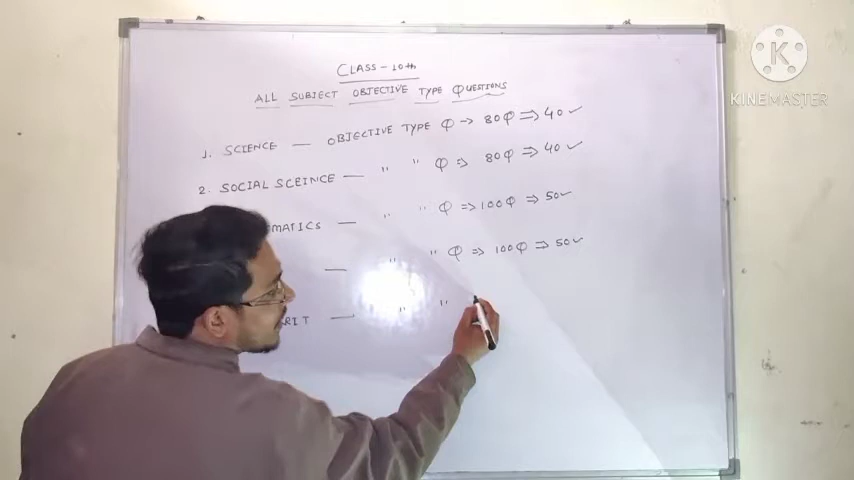 CLASS - 10th
ALL SUBJECT OBJECTIVE TYPE QUESTIONS
1. SCIENCE — OBJECTIVE TYPE Q → 80Q ⇒ 40 ✓
2. SOCIAL SCEINCE — " " Q ⇒ 80Q ⇒ 40 ✓
MATICS — " " Q ⇒ 100Q ⇒ 50 ✓
— " " Q ⇒ 100Q ⇒ 50 ✓
RIT — " "
KINEMASTER